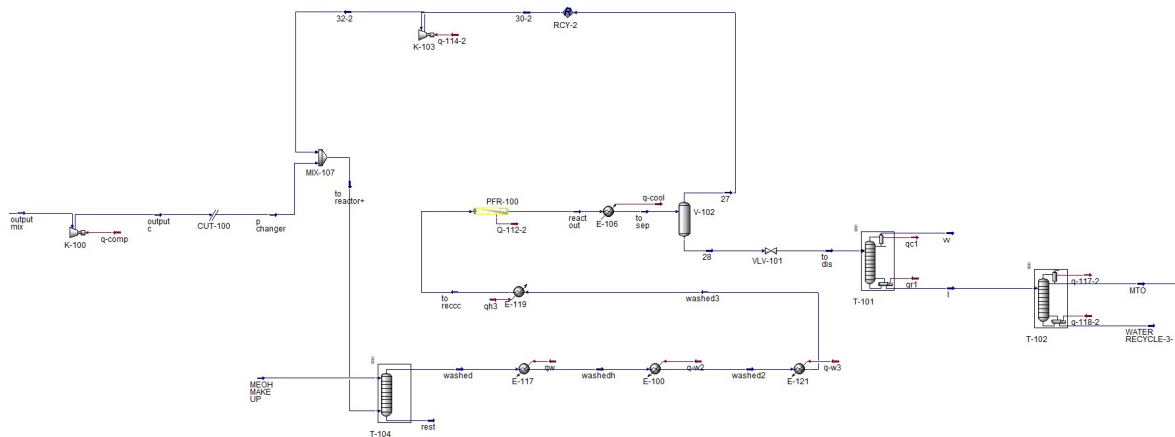 32-2
30-2
RCY-2
K-103
q-114-2
MIX-107
to
reactor+
output
mix
K-100
q-comp
output
c
CUT-100
p
changer
PFR-100
Q-112-2
react
out
E-106
q-cool
to
sep
V-102
27
28
VLV-101
to
dis
qc1
vv
qr1
T-101
l
q-117-2
MTO
q-118-2
T-102
WATER
RECYCLE-3-
to
reccc
qh3
E-119
washed3
MEOH
MAKE
UP
T-104
rest
washed
E-117
qw
washedh
E-100
q-w2
washed2
E-121
q-w3